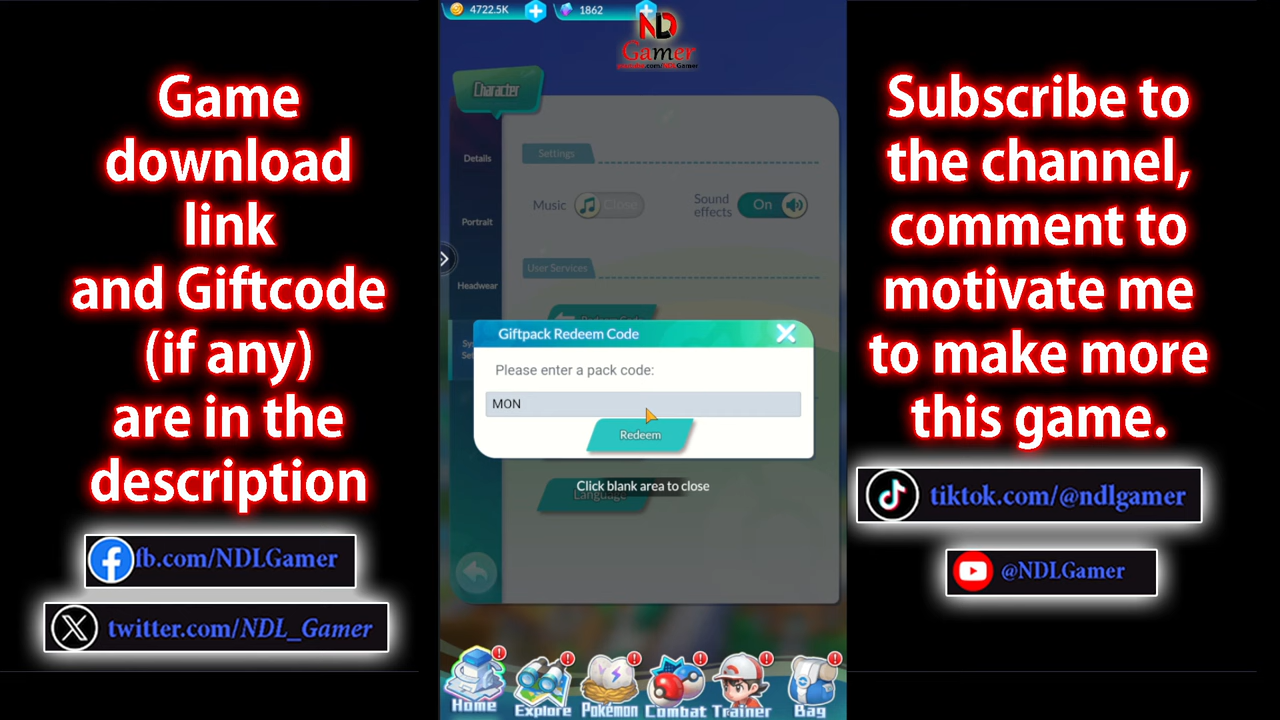 Game
download
link
and Giftcode
(if any)
are in the
description
fb.com/NDLGamer
twitter.com/NDL_Gamer
4722.5K
1862
NDL
Gamer
Character
Details
Portrait
Headwear
Settings
Music
Close
Sound
effects
On
User Services
Giftpack Redeem Code
Please enter a pack code:
MON
Redeem
Click blank area to close
Language
Home
Explore
Pokémon
Combat
Trainer
Bag
Subscribe to
the channel,
comment to
motivate me
to make more
this game.
tiktok.com/@ndlgamer
@NDLGamer